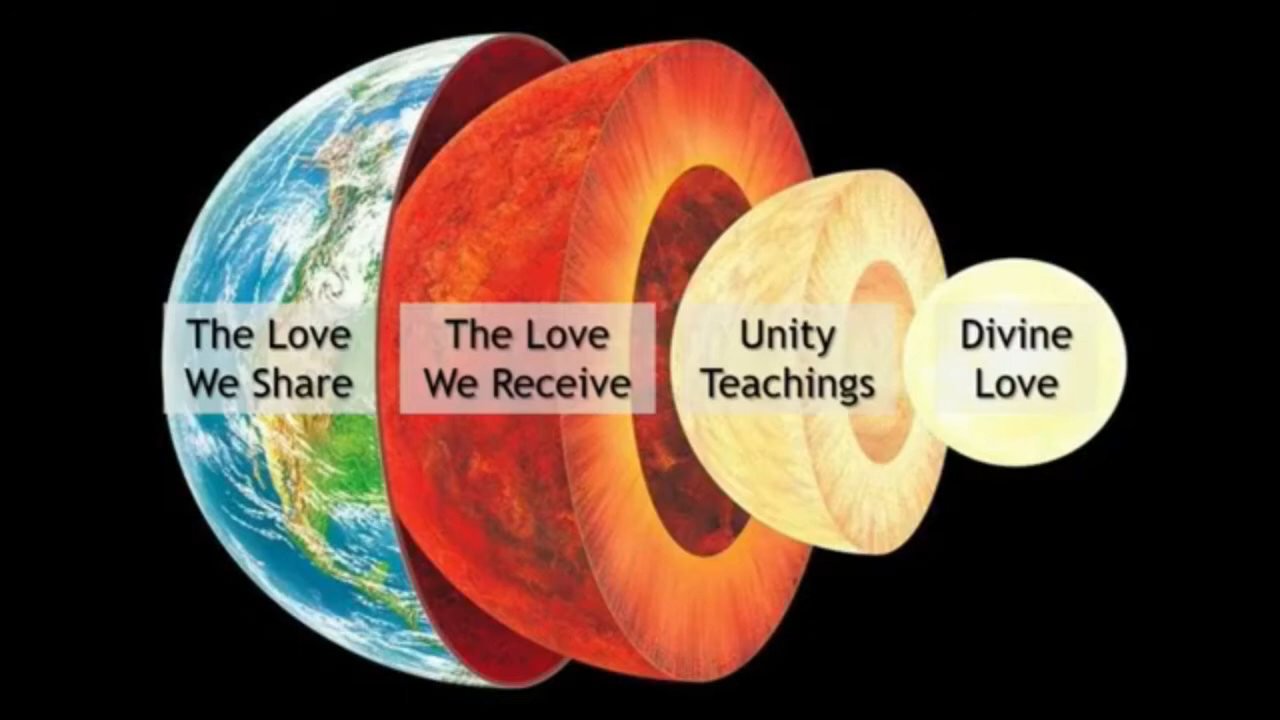 The Love
We Share
The Love
We Receive
Unity
Teachings
Divine
Love